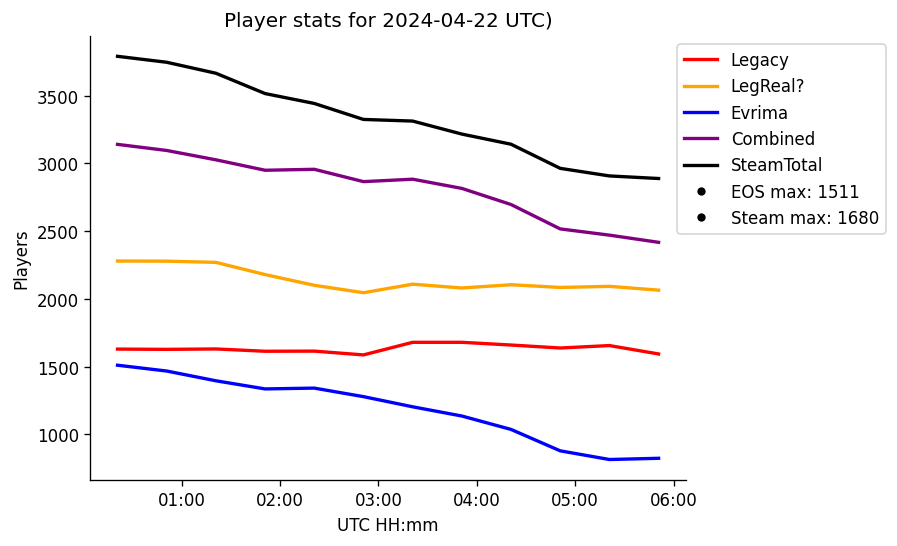 Player stats for 2024-04-22 UTC)
Players
3500
3000
2500
2000
1500
1000
01:00 02:00 03:00 04:00 05:00 06:00
UTC HH:mm
Legacy
LegReal?
Evrima
Combined
SteamTotal
EOS max: 1511
Steam max: 1680